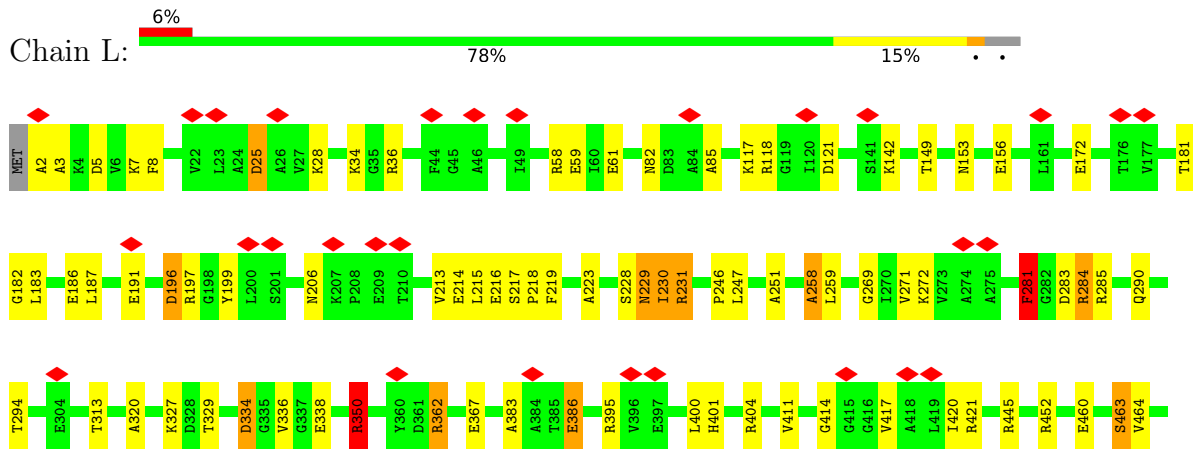 6%
Chain L:
78% 15% • •
MET A2 A3 K4 D5 V6 K7 F8 V22 L23 A24 D25 A26 V27 K28 K34 G35 R36 F44 G45 A46 I49 R58 E59 I60 E61 N82 D83 A84 A85 K117 R118 G119 I120 D121 S141 K142 T149 N153 E156 L161 E172 T176 V177 T181
G182 L183 E186 L187 E191 D196 R197 G198 Y199 L200 S201 N206 K207 P208 E209 T210 V213 E214 L215 E216 S217 P218 F219 A223 S228 N229 I230 R231 P246 L247 A251 A258 L259 G269 I270 V271 K272 V273 A274 A275 F281 G282 D283 R284 R285 Q290
T294 E304 T313 A320 K327 D328 T329 D334 G335 V336 G337 E338 R350 Y360 D361 R362 E367 A383 A384 T385 E386 R395 V396 E397 L400 H401 R404 V411 G414 G415 G416 V417 A418 L419 I420 R421 R445 R452 E460 S463 V464